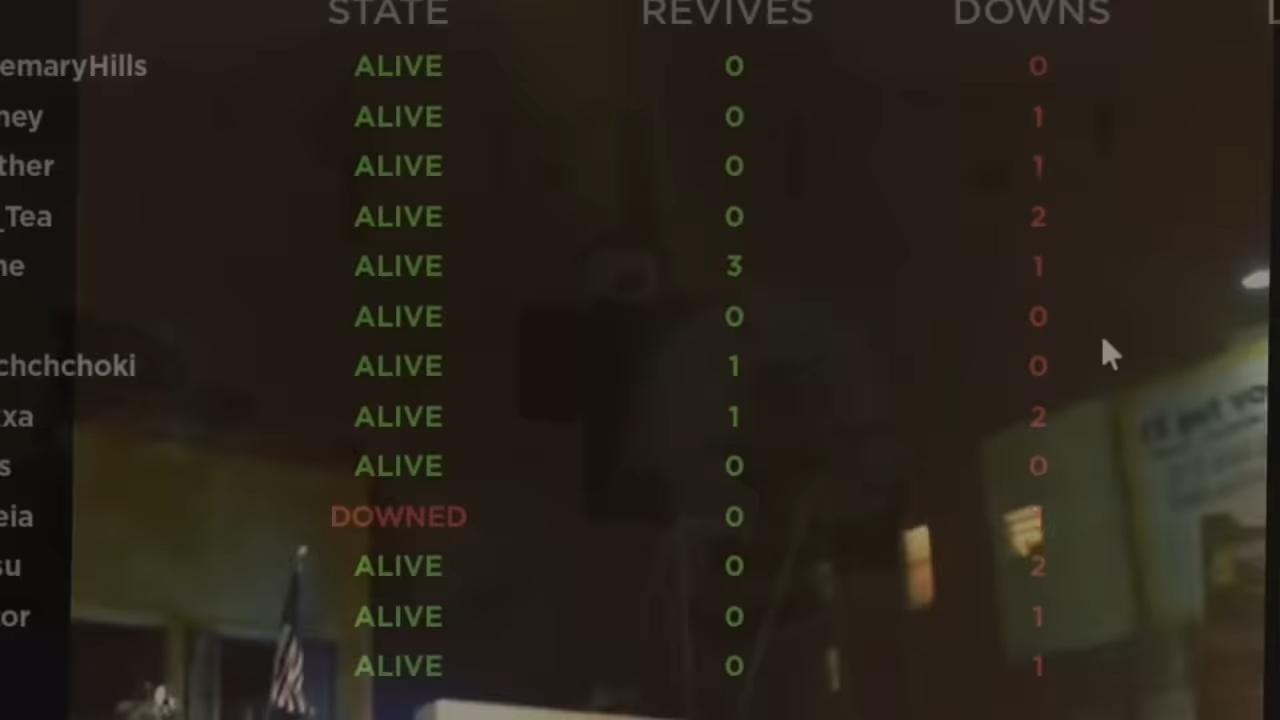 STATE REVIVES DOWNS
emaryHills ALIVE 0 0
ney ALIVE 0 1
ther ALIVE 0 1
_Tea ALIVE 0 2
ne ALIVE 3 1
ALIVE 0 0
chchchoki ALIVE 1 0
xa ALIVE 1 2
s ALIVE 0 0
eia DOWNED 0 1
su ALIVE 0 2
or ALIVE 0 1
ALIVE 0 1